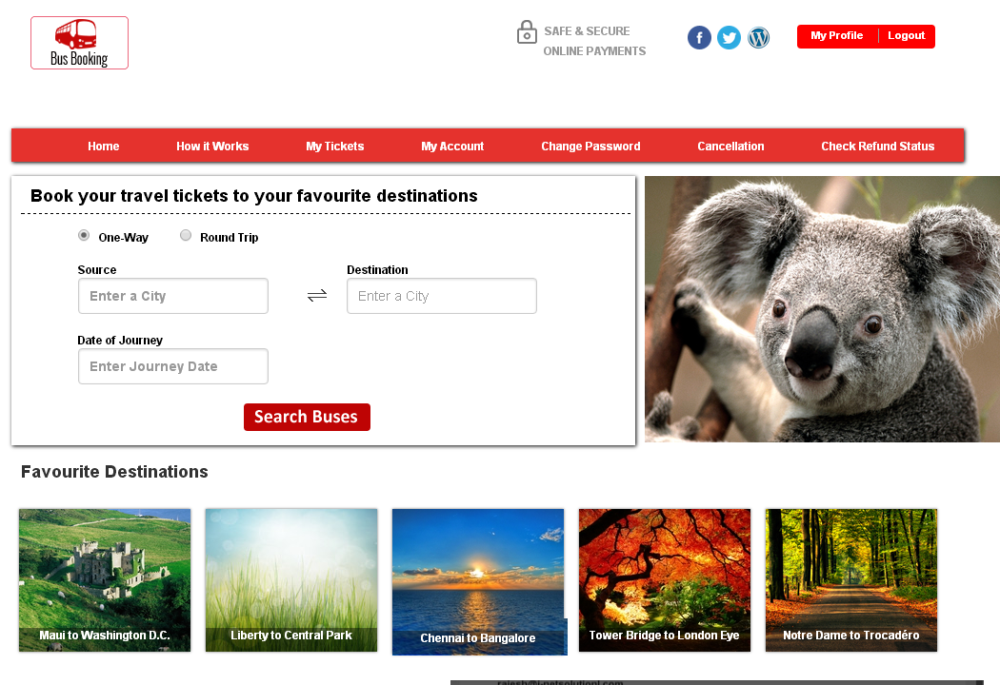 Bus Booking
SAFE & SECURE
ONLINE PAYMENTS
My Profile
Logout
Home
How it Works
My Tickets
My Account
Change Password
Cancellation
Check Refund Status
Book your travel tickets to your favourite destinations
One-Way
Round Trip
Source
Destination
Enter a City
Enter a City
Date of Journey
Enter Journey Date
Search Buses
Favourite Destinations
Maui to Washington D.C.
Liberty to Central Park
Chennai to Bangalore
Tower Bridge to London Eye
Notre Dame to Trocadéro